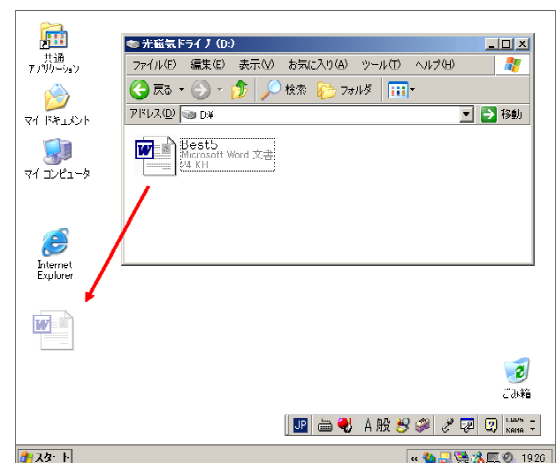 共通
アプリケーション
マイ ドキュメント
マイ コンピュータ
Internet
Explorer
光磁気ドライブ (D:)
ファイル(F) 編集(E) 表示(V) お気に入り(A) ツール(T) ヘルプ(H)
戻る 検索 フォルダ
アドレス(D) D:¥ 移動
Best5
Microsoft Word 文書
24 KB
ごみ箱
JP A 般 CAPS
KANA
スタート « 19:20